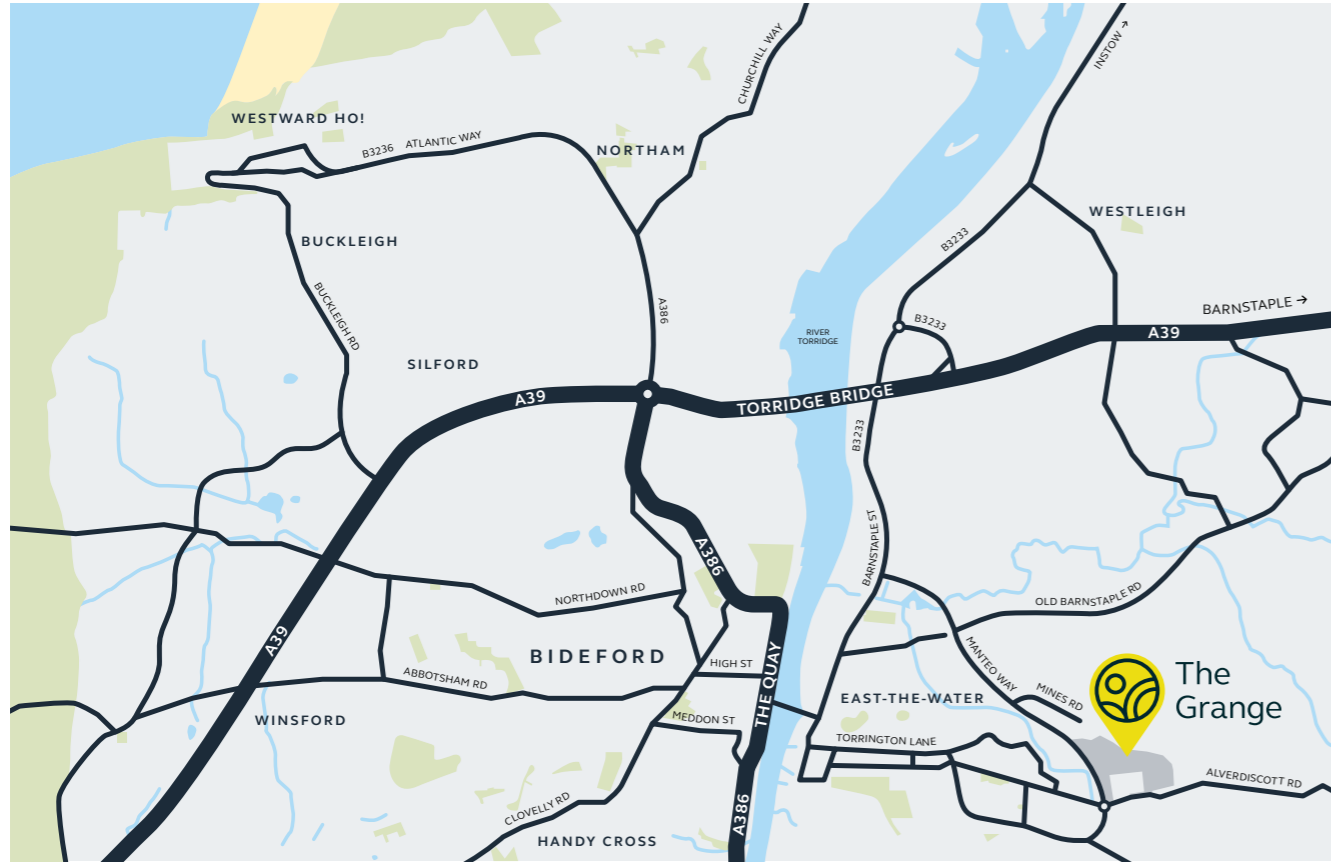 CHURCHILL WAY
INSTOW →
WESTWARD HO!
B3236 ATLANTIC WAY
NORTHAM
WESTLEIGH
BUCKLEIGH
B3233
BUCKLEIGH RD
A386
BARNSTAPLE →
B3233
RIVER
TORRIDGE
A39
SILFORD
A39
TORRIDGE BRIDGE
B3233
BARNSTAPLE ST
A386
NORTHDOWN RD
OLD BARNSTAPLE RD
A39
BIDEFORD
HIGH ST
MANTEO WAY
ABBOTSHAM RD
THE QUAY
EAST-THE-WATER
MINES RD
The
Grange
WINSFORD
MEDDON ST
TORRINGTON LANE
ALVERDISCOTT RD
CLOVELLY RD
A386
HANDY CROSS